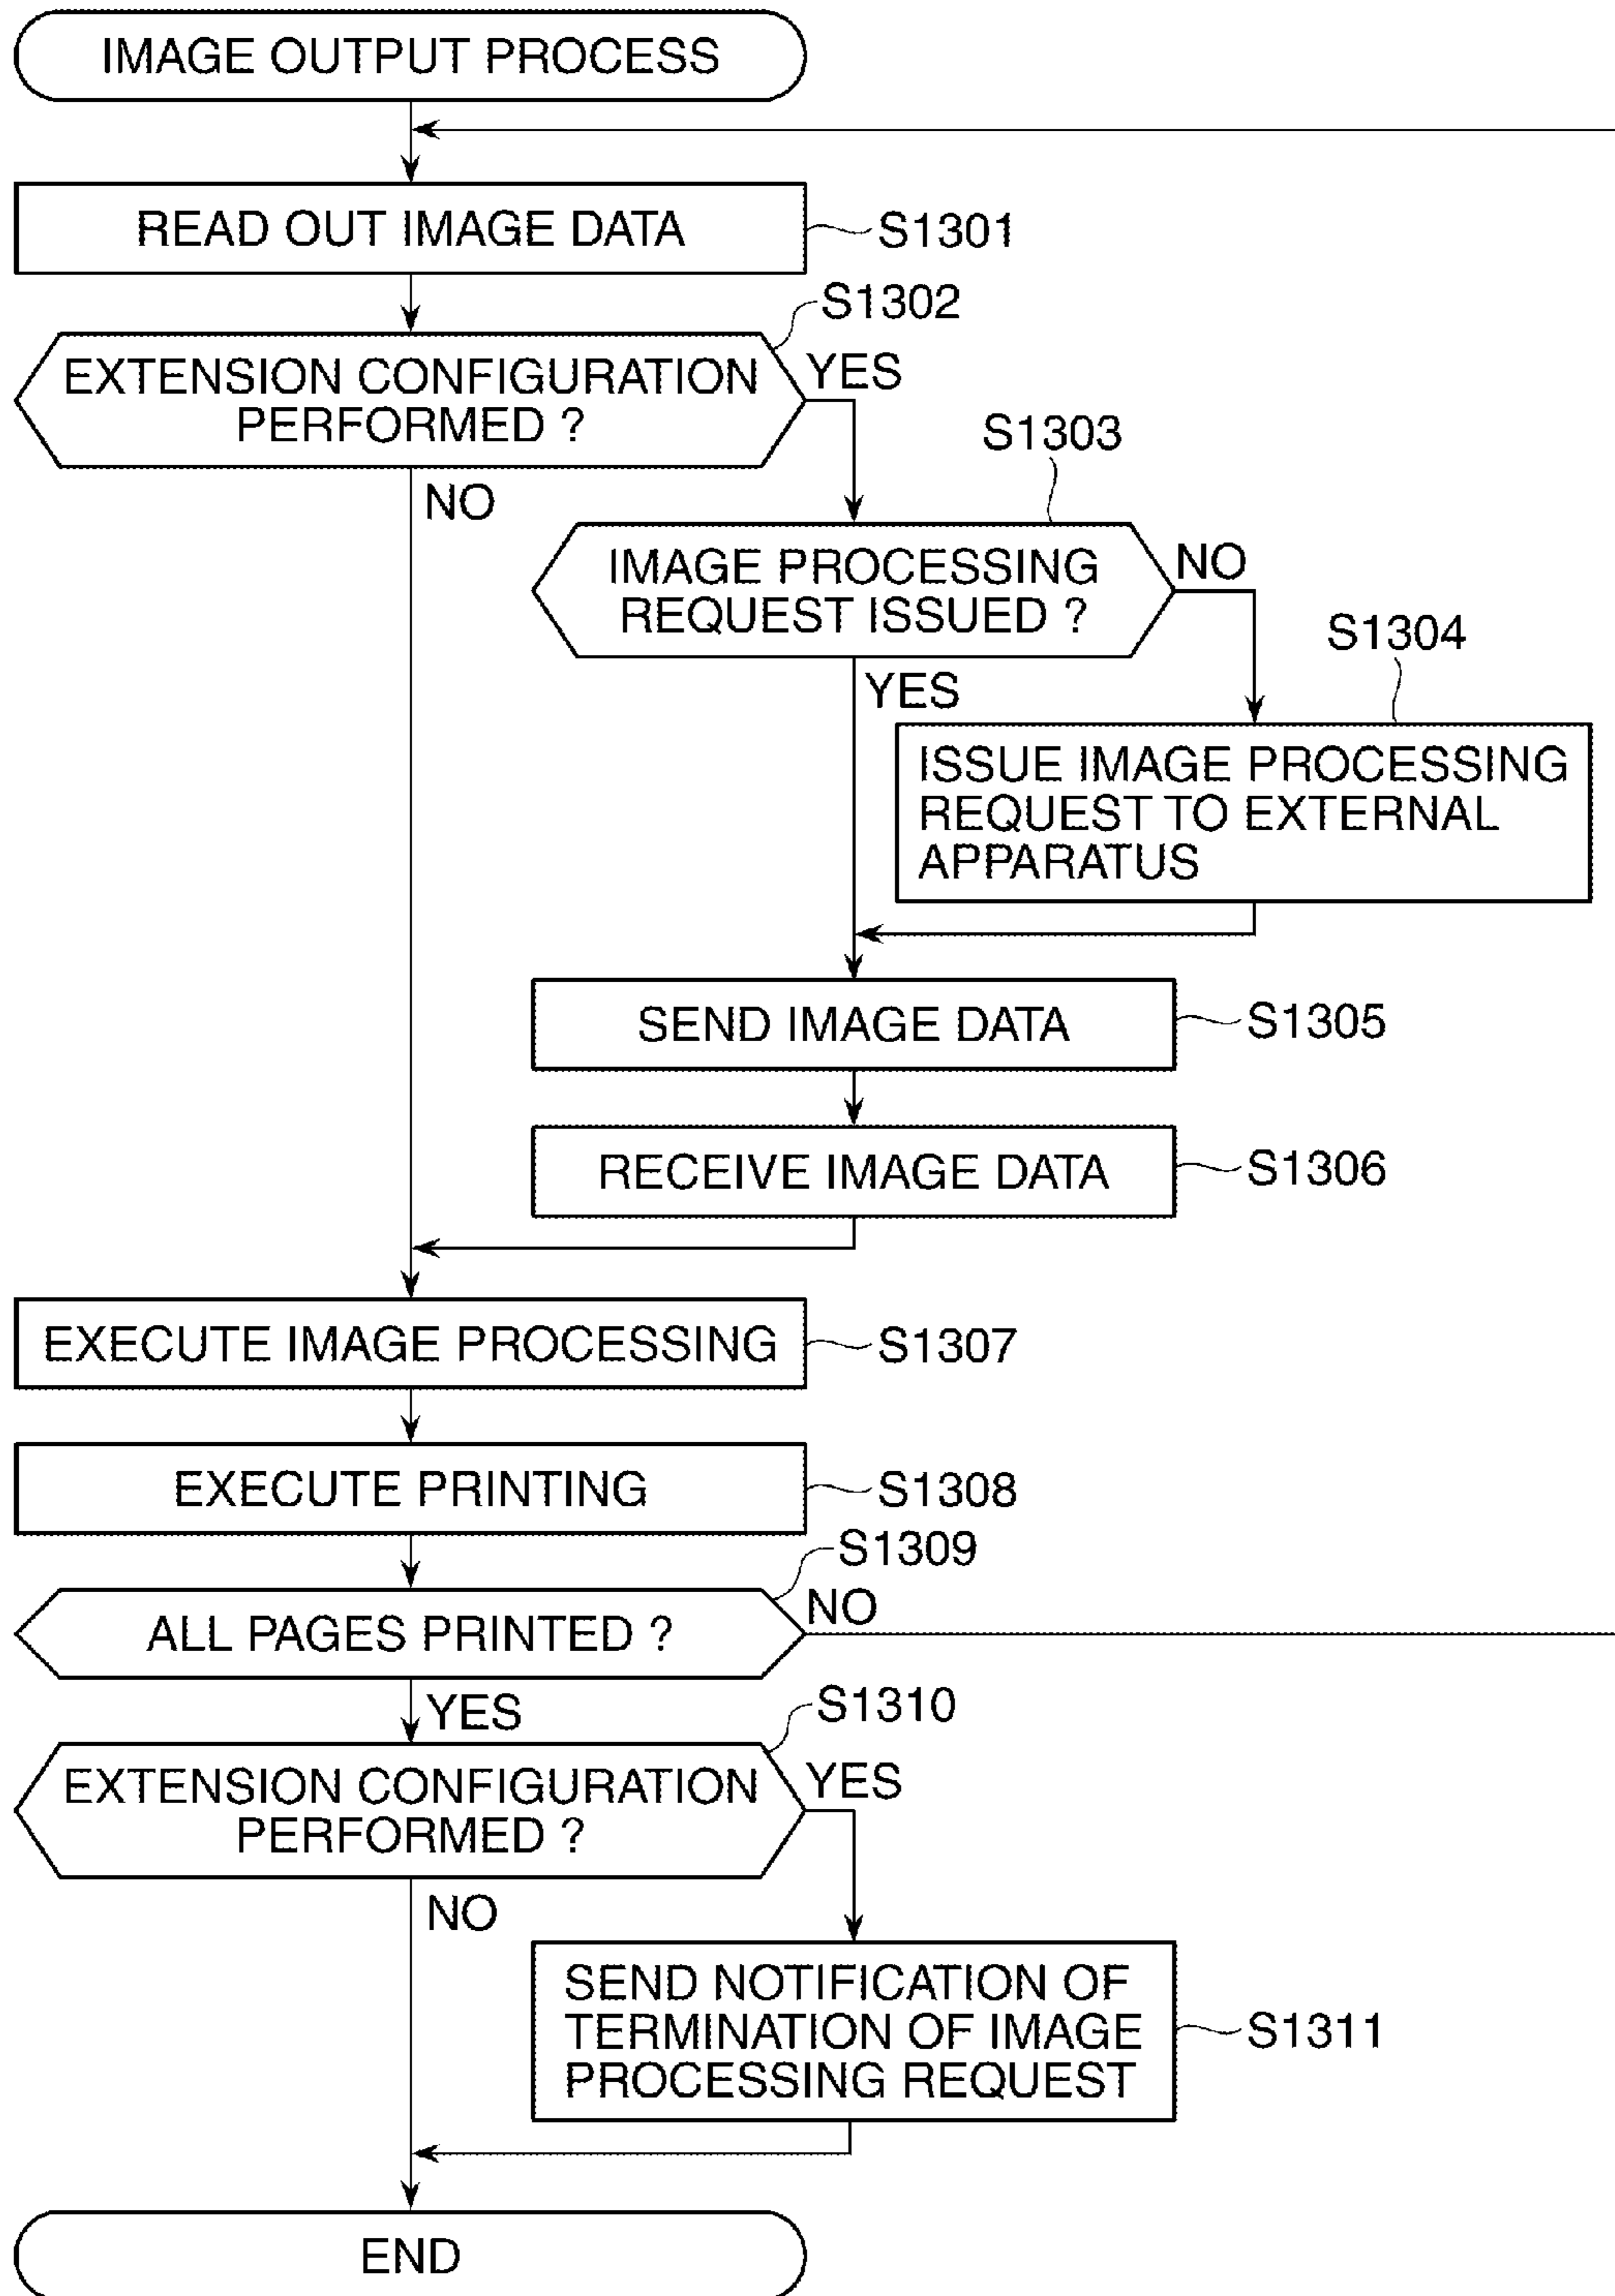 IMAGE OUTPUT PROCESS
READ OUT IMAGE DATA
S1301
S1302
EXTENSION CONFIGURATION
PERFORMED ?
YES
NO
S1303
IMAGE PROCESSING
REQUEST ISSUED ?
NO
YES
S1304
ISSUE IMAGE PROCESSING
REQUEST TO EXTERNAL
APPARATUS
SEND IMAGE DATA
S1305
RECEIVE IMAGE DATA
S1306
EXECUTE IMAGE PROCESSING
S1307
EXECUTE PRINTING
S1308
S1309
ALL PAGES PRINTED ?
NO
YES
S1310
EXTENSION CONFIGURATION
PERFORMED ?
YES
NO
SEND NOTIFICATION OF
TERMINATION OF IMAGE
PROCESSING REQUEST
S1311
END